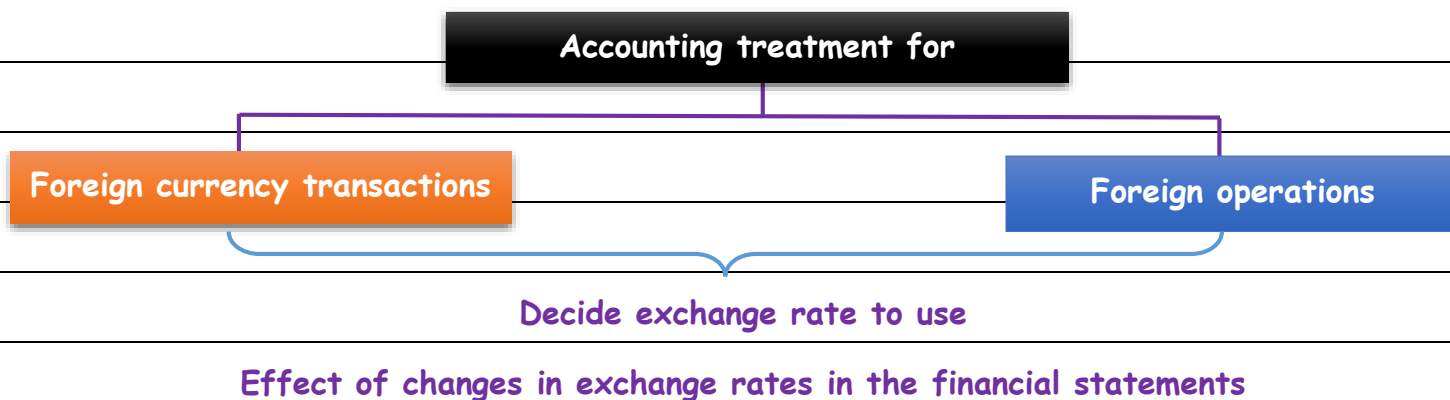 Accounting treatment for
Foreign currency transactions
Foreign operations
Decide exchange rate to use
Effect of changes in exchange rates in the financial statements